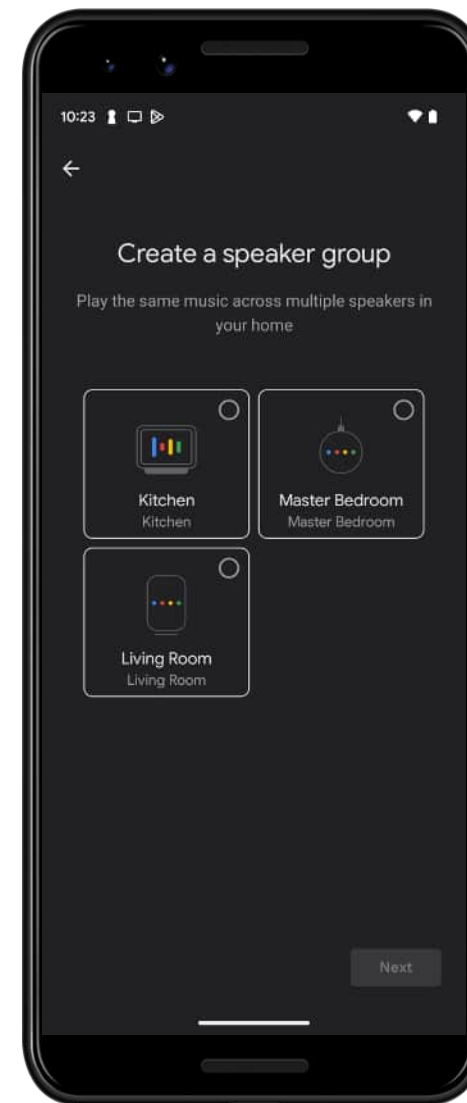 10:23
Create a speaker group
Play the same music across multiple speakers in
your home
Kitchen
Kitchen
Master Bedroom
Master Bedroom
Living Room
Living Room
Next